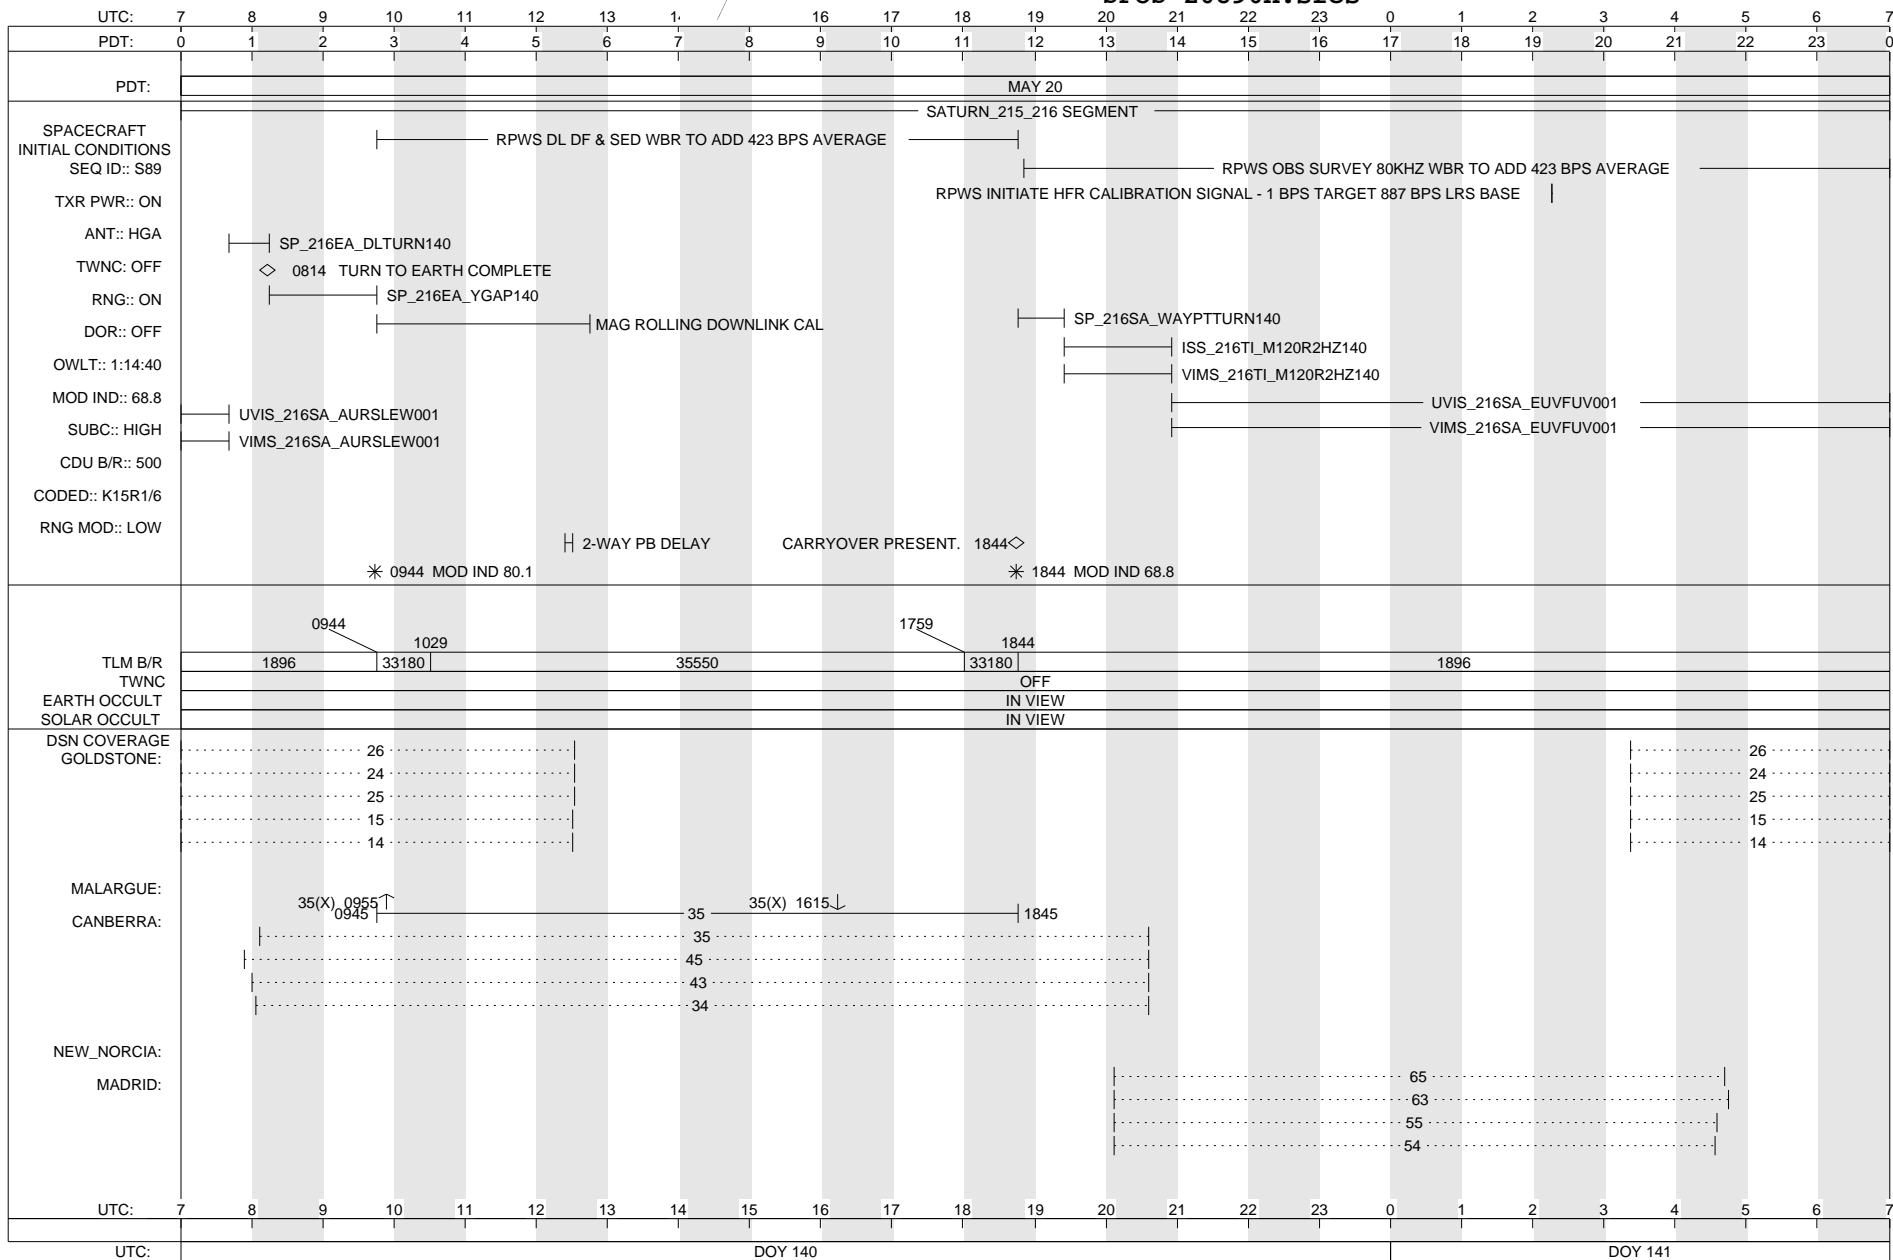 UTC: 7 8 9 10 11 12 13 16 17 18 19 20 21 22 23 0 1 2 3 4 5 6 7
PDT: 0 1 2 3 4 5 6 7 8 9 10 11 12 13 14 15 16 17 18 19 20 21 22 23 0
PDT: MAY 20
SATURN_215_216 SEGMENT
SPACECRAFT
INITIAL CONDITIONS
RPWS DL DF & SED WBR TO ADD 423 BPS AVERAGE
SEQ ID:: S89
RPWS OBS SURVEY 80KHZ WBR TO ADD 423 BPS AVERAGE
RPWS INITIATE HFR CALIBRATION SIGNAL - 1 BPS TARGET 887 BPS LRS BASE
TXR PWR:: ON
ANT:: HGA
SP_216EA_DLTURN140
TWNC: OFF
0814 TURN TO EARTH COMPLETE
RNG:: ON
SP_216EA_YGAP140
DOR:: OFF
MAG ROLLING DOWNLINK CAL
SP_216SA_WAYPTTURN140
ISS_216TI_M120R2HZ140
OWLT:: 1:14:40
VIMS_216TI_M120R2HZ140
MOD IND:: 68.8
UVIS_216SA_EUVFUV001
UVIS_216SA_AURSLEW001
SUBC:: HIGH
VIMS_216SA_EUVFUV001
VIMS_216SA_AURSLEW001
CDU B/R:: 500
CODED:: K15R1/6
RNG MOD:: LOW
2-WAY PB DELAY
CARRYOVER PRESENT. 1844
0944 MOD IND 80.1
1844 MOD IND 68.8
0944
1759
1029
1844
TLM B/R 1896 33180 35550 33180 1896
TWNC OFF
EARTH OCCULT IN VIEW
SOLAR OCCULT IN VIEW
DSN COVERAGE
GOLDSTONE:
26 26
24 24
25 25
15 15
14 14
MALARGUE:
35(X) 0955 35(X) 1615
CANBERRA:
0945 35 1845
35
45
43
34
NEW_NORCIA:
MADRID:
65
63
55
54
UTC: 7 8 9 10 11 12 13 14 15 16 17 18 19 20 21 22 23 0 1 2 3 4 5 6 7
UTC: DOY 140 DOY 141